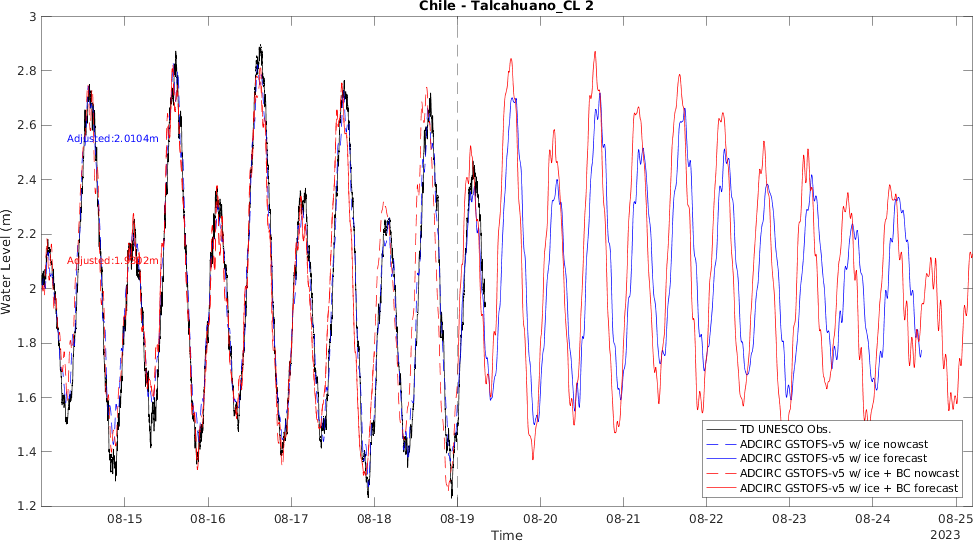 Chile - Talcahuano_CL 2
3
2.8
2.6
2.4
2.2
2
1.8
1.6
1.4
1.2
Water Level (m)
Adjusted:2.0104m
TD UNESCO Obs.
ADCIRC GSTOFS-v5 w/ ice nowcast
ADCIRC GSTOFS-v5 w/ ice forecast
ADCIRC GSTOFS-v5 w/ ice + BC nowcast
ADCIRC GSTOFS-v5 w/ ice + BC forecast
08-15
08-16
08-17
08-18
08-19
08-20
08-21
08-22
08-23
08-24
08-25
Time
2023